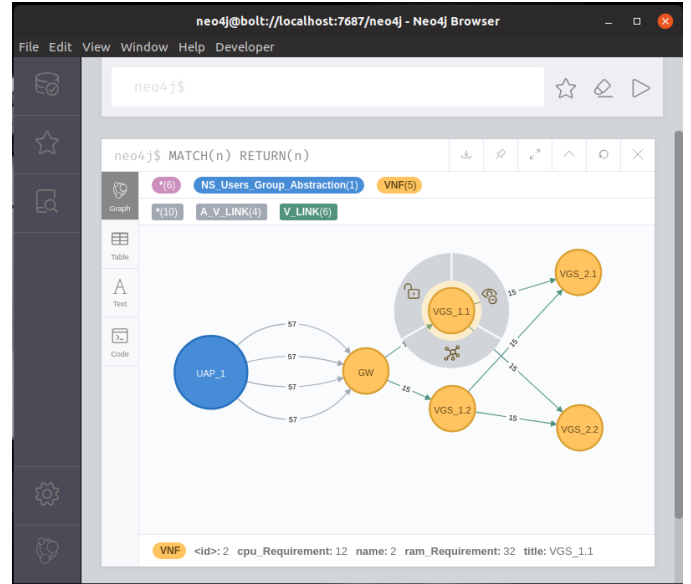 neo4j@bolt://localhost:7687/neo4j - Neo4j Browser
File Edit View Window Help Developer
neo4j$
neo4j$ MATCH(n) RETURN(n)
*(6) NS_Users_Group_Abstraction(1) VNF(5)
*(10) A_V_LINK(4) V_LINK(6)
Graph
Table
Text
Code
UAP_1
57
57
57
57
GW
15
VGS_1.1
VGS_1.2
15
15
15
15
VGS_2.1
VGS_2.2
VNF <id>: 2 cpu_Requirement: 12 name: 2 ram_Requirement: 32 title: VGS_1.1